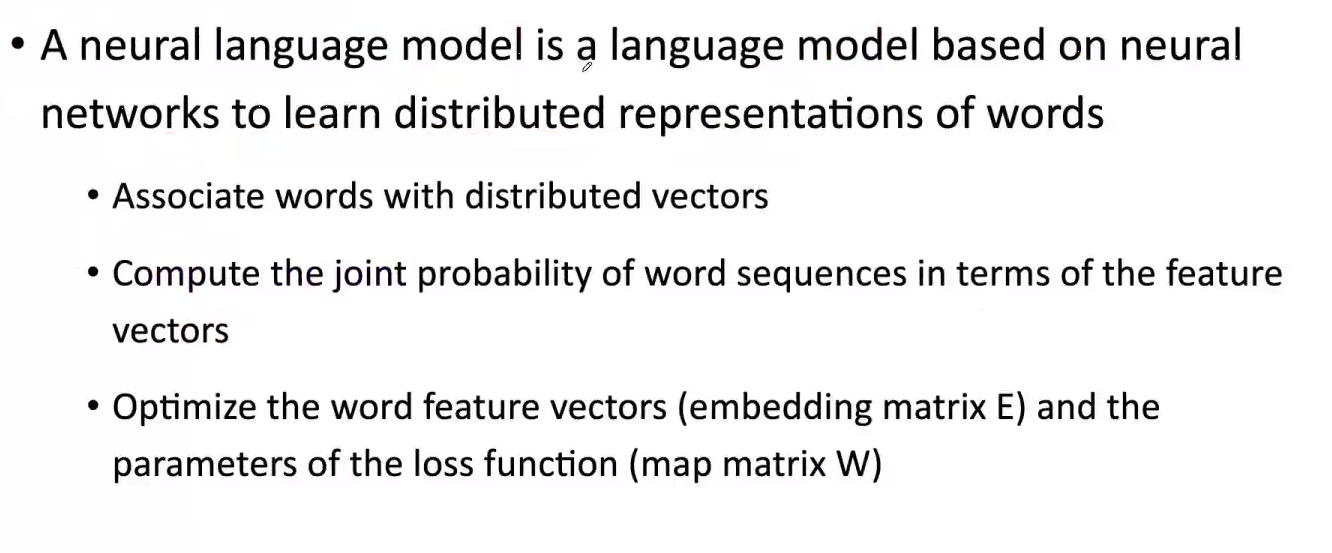 • A neural language model is a language model based on neural
networks to learn distributed representations of words
• Associate words with distributed vectors
• Compute the joint probability of word sequences in terms of the feature
vectors
• Optimize the word feature vectors (embedding matrix E) and the
parameters of the loss function (map matrix W)